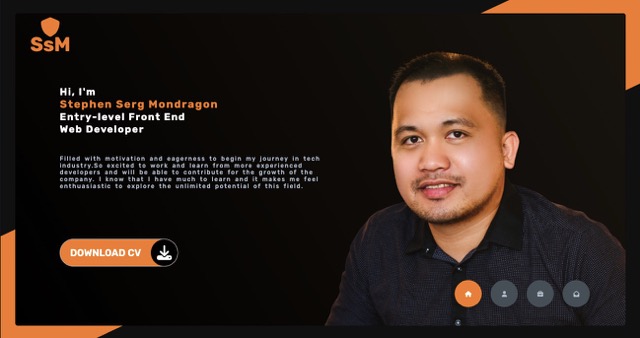 SsM
Hi, I'm
Stephen Serg Mondragon
Entry-level Front End
Web Developer
Filled with motivation and eagerness to begin my journey in tech
industry.So excited to work and learn from more experienced
developers and will be able to contribute for the growth of the
company. I know that I have much to learn and it makes me feel
enthusiastic to explore the unlimited potential of this field.
DOWNLOAD CV